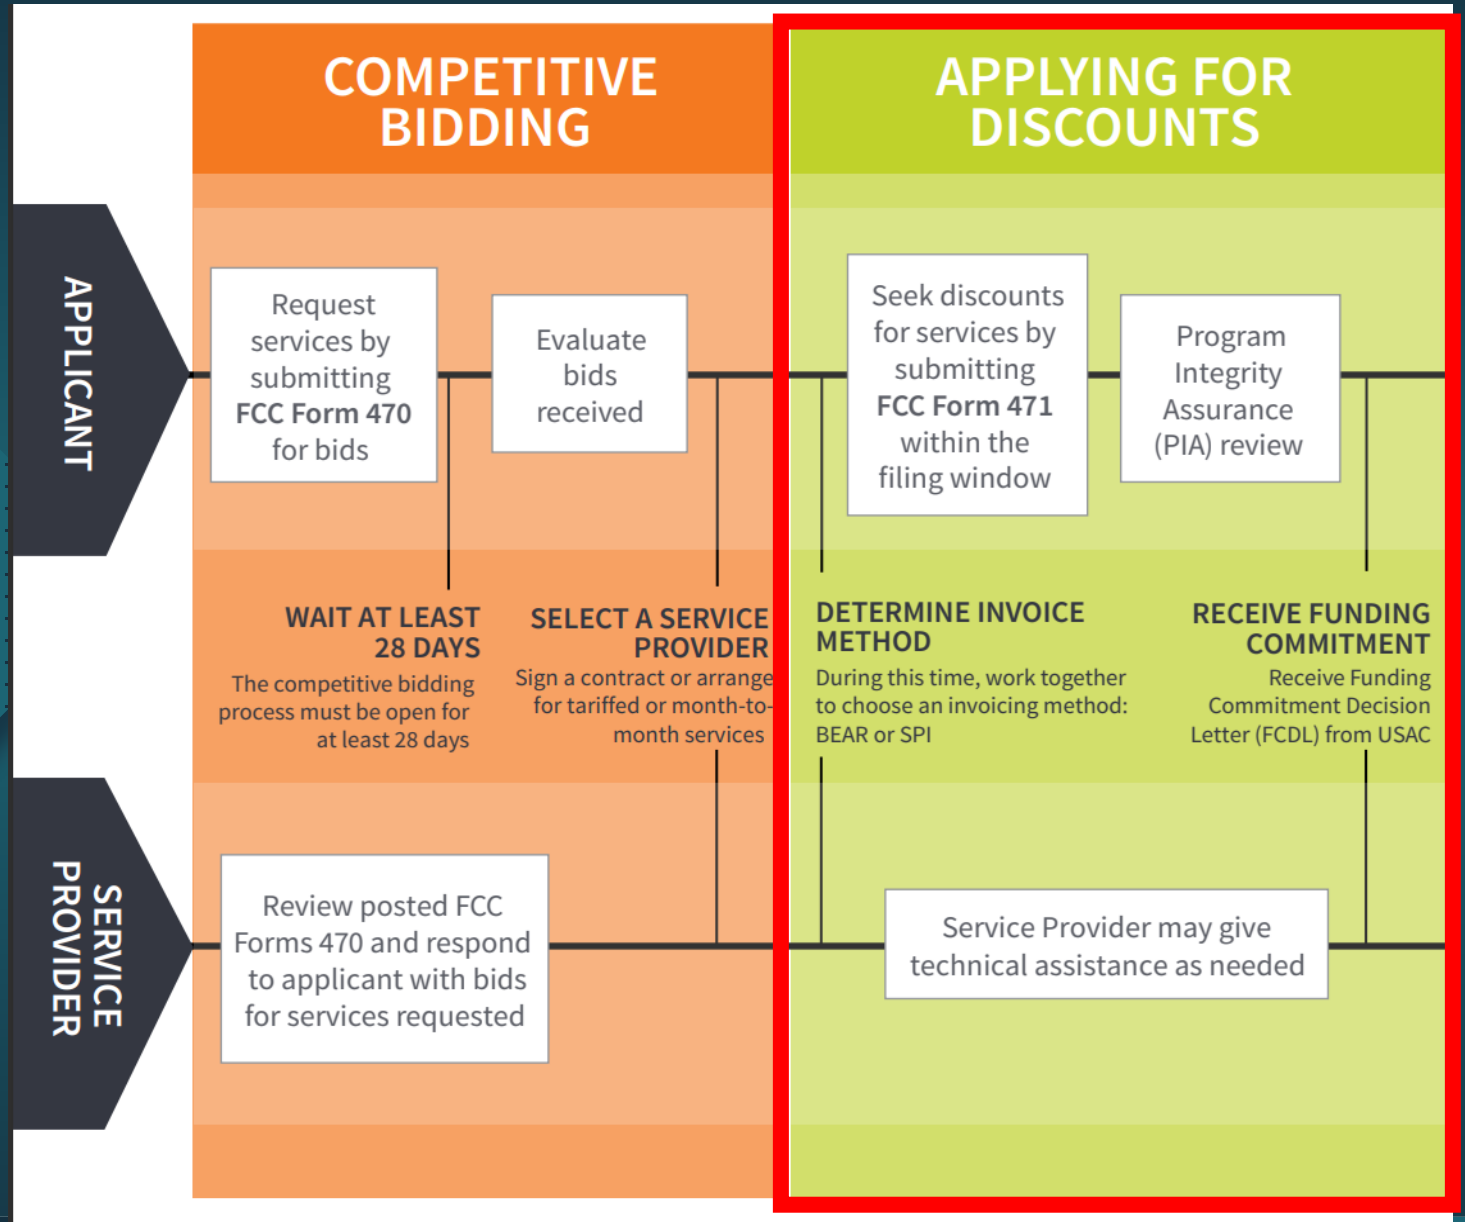 COMPETITIVE
BIDDING
APPLYING FOR
DISCOUNTS
APPLICANT
Request
services by
submitting
FCC Form 470
for bids
Evaluate
bids
received
Seek discounts
for services by
submitting
FCC Form 471
within the
filing window
Program
Integrity
Assurance
(PIA) review
WAIT AT LEAST
28 DAYS
The competitive bidding
process must be open for
at least 28 days
SELECT A SERVICE
PROVIDER
Sign a contract or arrange
for tariffed or month-to-
month services
DETERMINE INVOICE
METHOD
During this time, work together
to choose an invoicing method:
BEAR or SPI
RECEIVE FUNDING
COMMITMENT
Receive Funding
Commitment Decision
Letter (FCDL) from USAC
SERVICE
PROVIDER
Review posted FCC
Forms 470 and respond
to applicant with bids
for services requested
Service Provider may give
technical assistance as needed